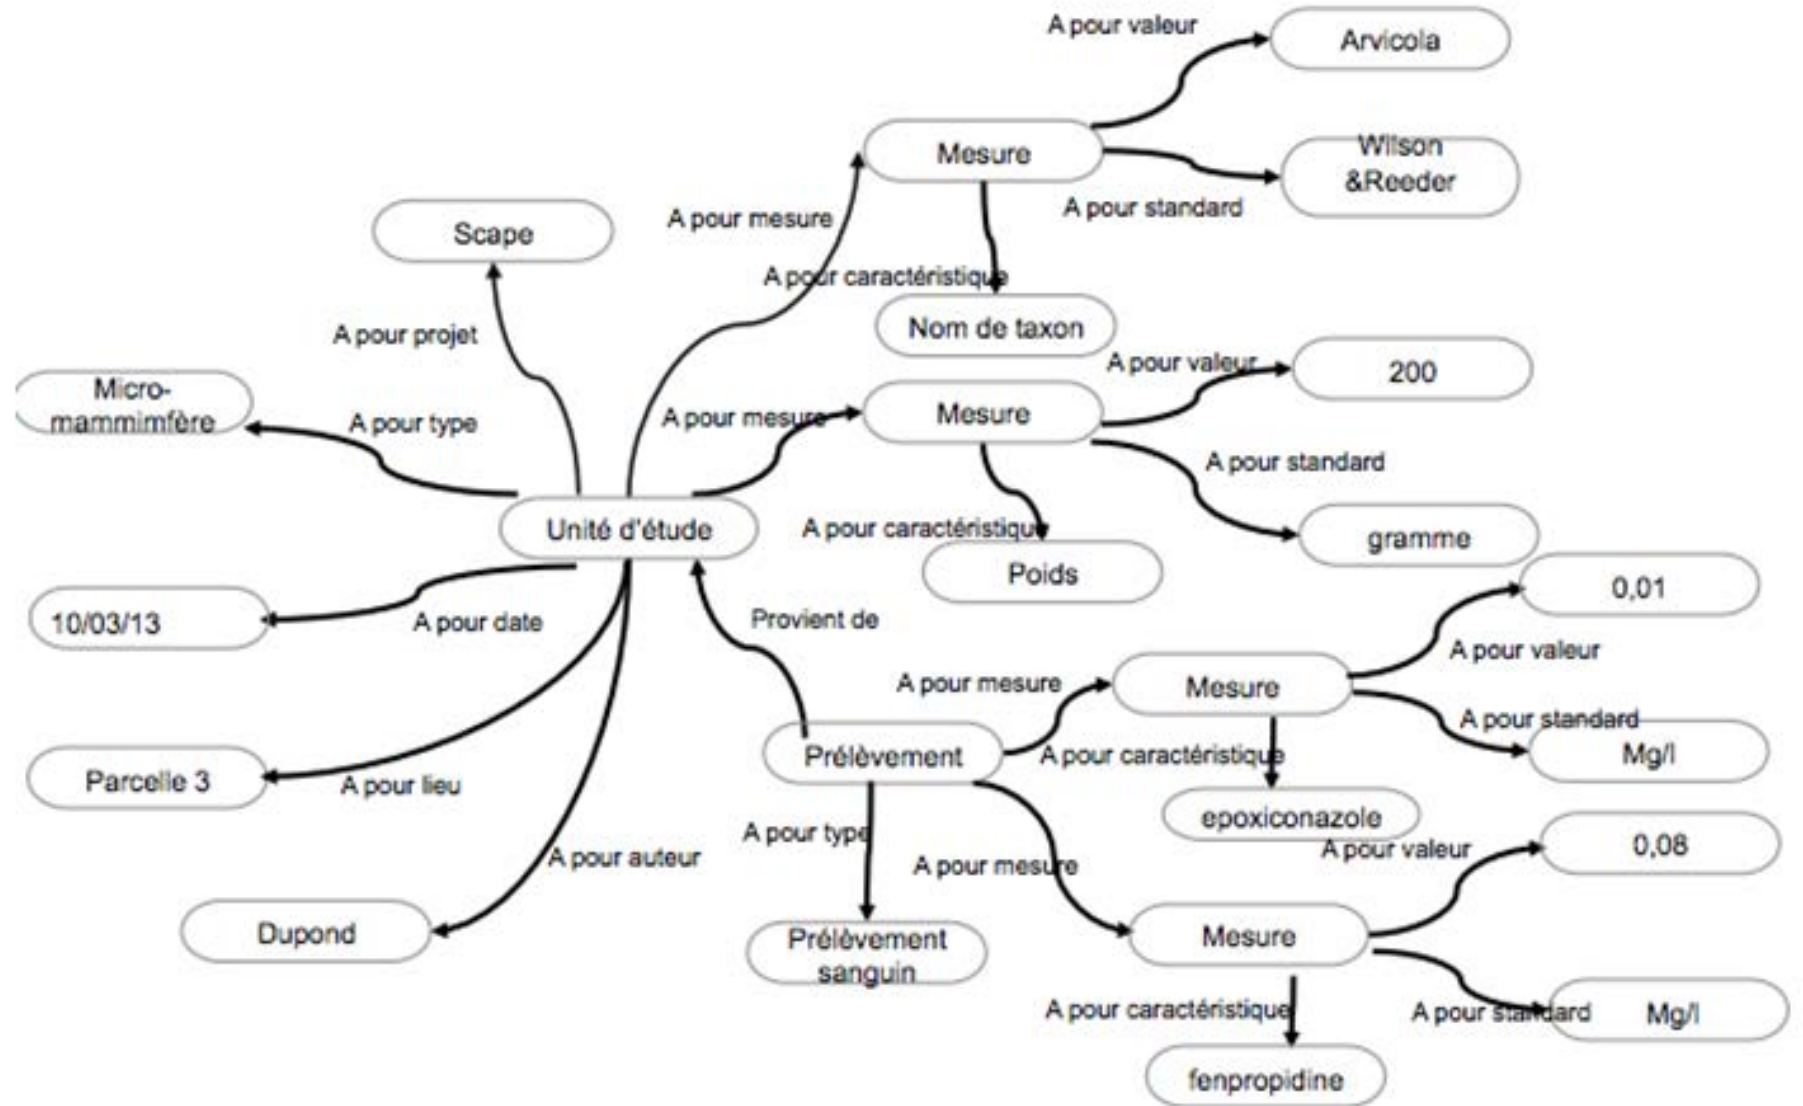 A pour valeur
Arvicola
Mesure
Wilson
&Reeder
A pour standard
A pour mesure
Scape
A pour caractéristique
Nom de taxon
A pour projet
A pour valeur
200
Micro-
mammimfère
A pour type
A pour mesure
Mesure
A pour standard
Unité d'étude
A pour caractéristique
gramme
Poids
0,01
10/03/13
A pour date
Provient de
A pour valeur
A pour mesure
Mesure
A pour standard
Prélèvement
A pour caractéristique
Mg/l
Parcelle 3
A pour lieu
epoxiconazole
A pour type
A pour valeur
0,08
A pour auteur
A pour mesure
Dupond
Prélèvement
sanguin
Mesure
A pour caractéristique
A pour standard
Mg/l
fenpropidine